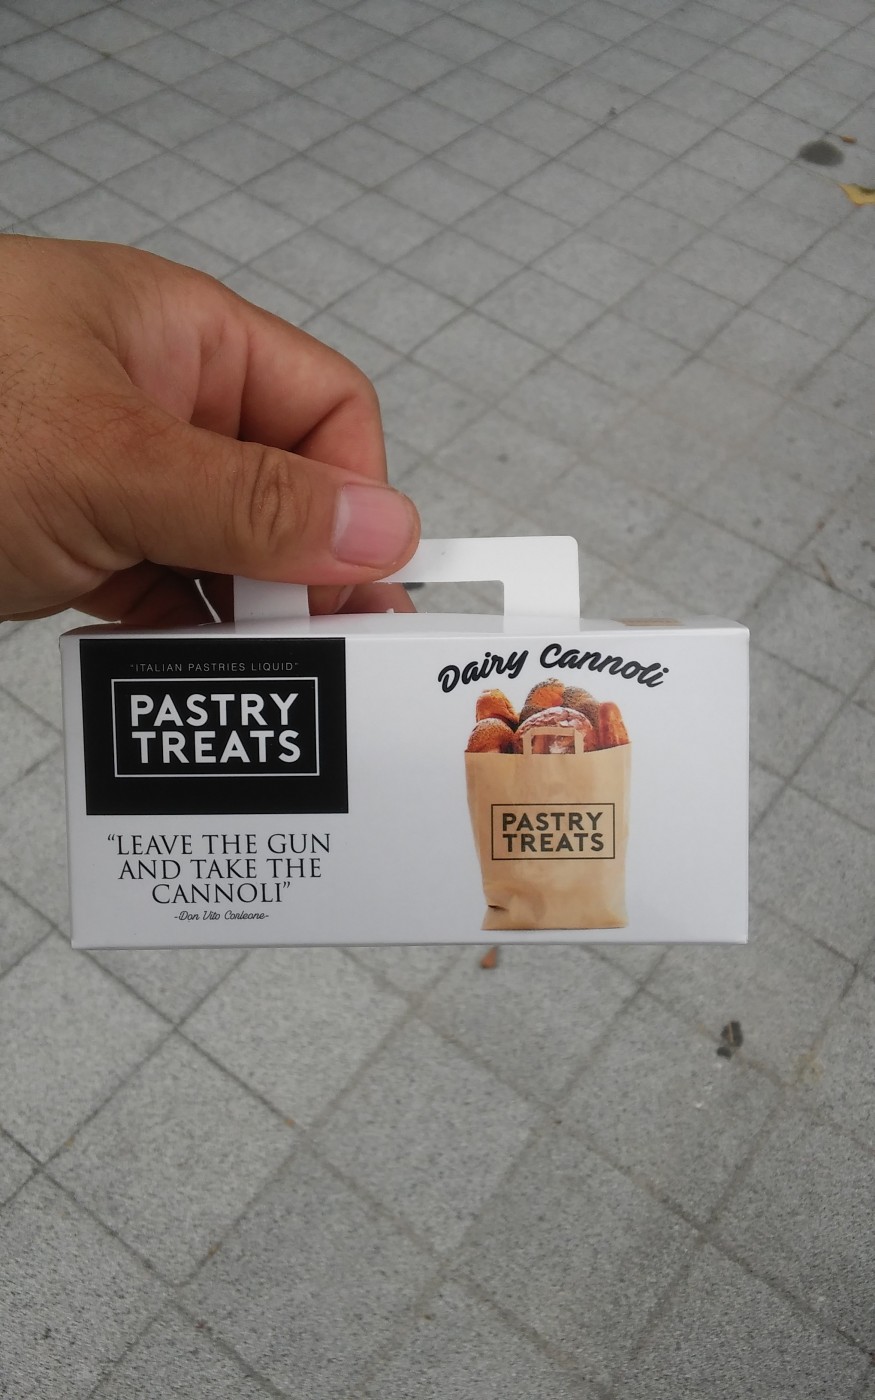 "ITALIAN PASTRIES LIQUID"
PASTRY
TREATS
"LEAVE THE GUN
AND TAKE THE
CANNOLI"
-Don Vito Corleone-
Dairy Cannoli
PASTRY
TREATS